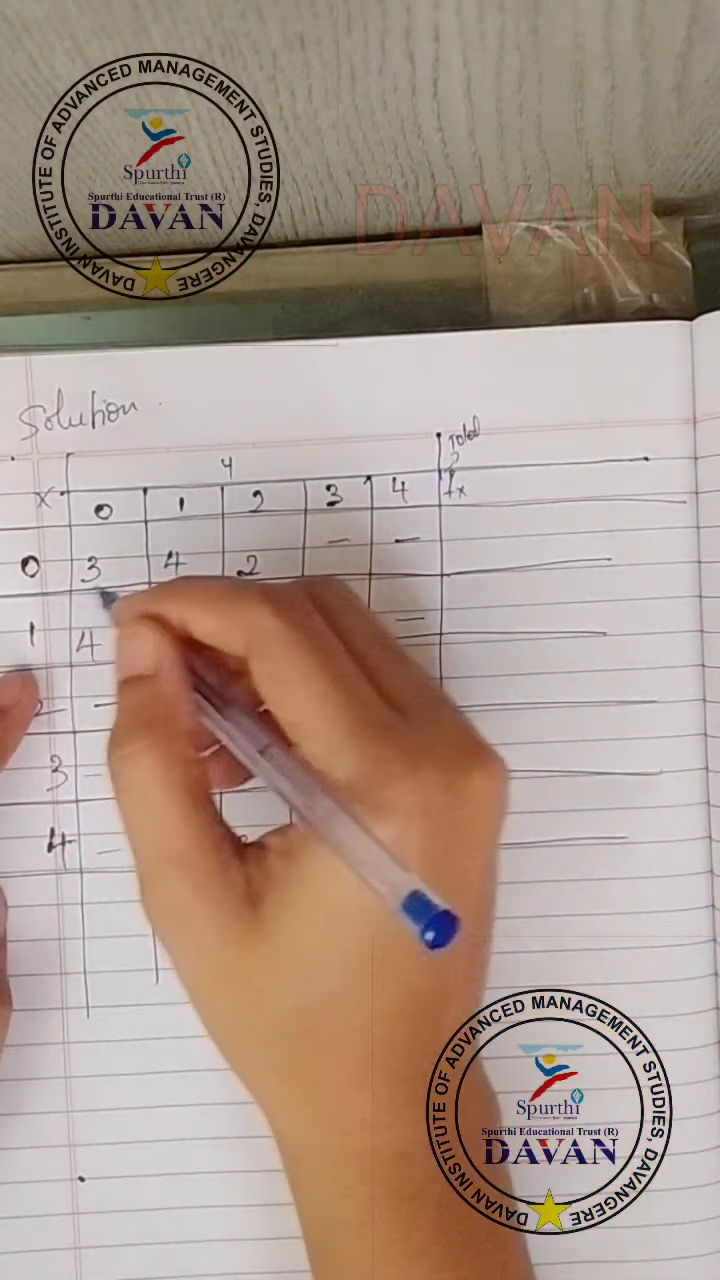 DAVAN INSTITUTE OF ADVANCED MANAGEMENT STUDIES, DAVANGERE
Spurthi
Spurthi Educational Trust (R)
DAVAN
DAVAN
Solution
Total
y
X 0 1 2 3 4 fx
0 3 4 2 — —
1 4 —
—
3 -
4 —
DAVAN INSTITUTE OF ADVANCED MANAGEMENT STUDIES, DAVANGERE
Spurthi
Spurthi Educational Trust (R)
DAVAN